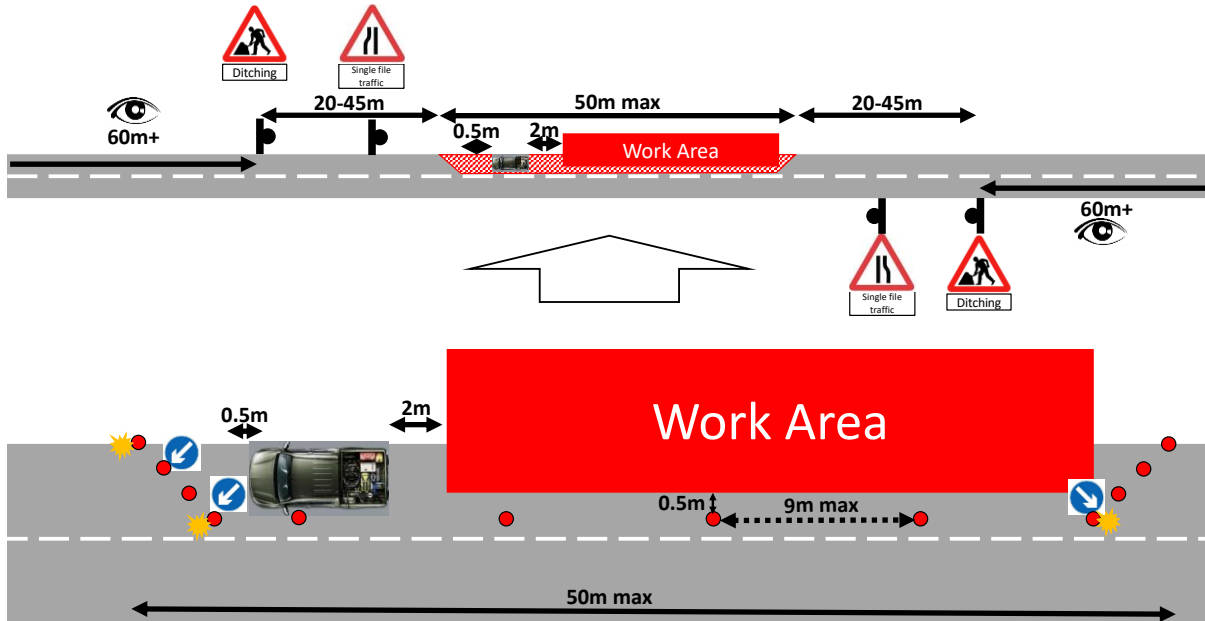 Ditching
Single file
traffic
20-45m
50m max
20-45m
60m+
0.5m
2m
Work Area
60m+
Single file
traffic
Ditching
0.5m
2m
Work Area
0.5m
9m max
50m max